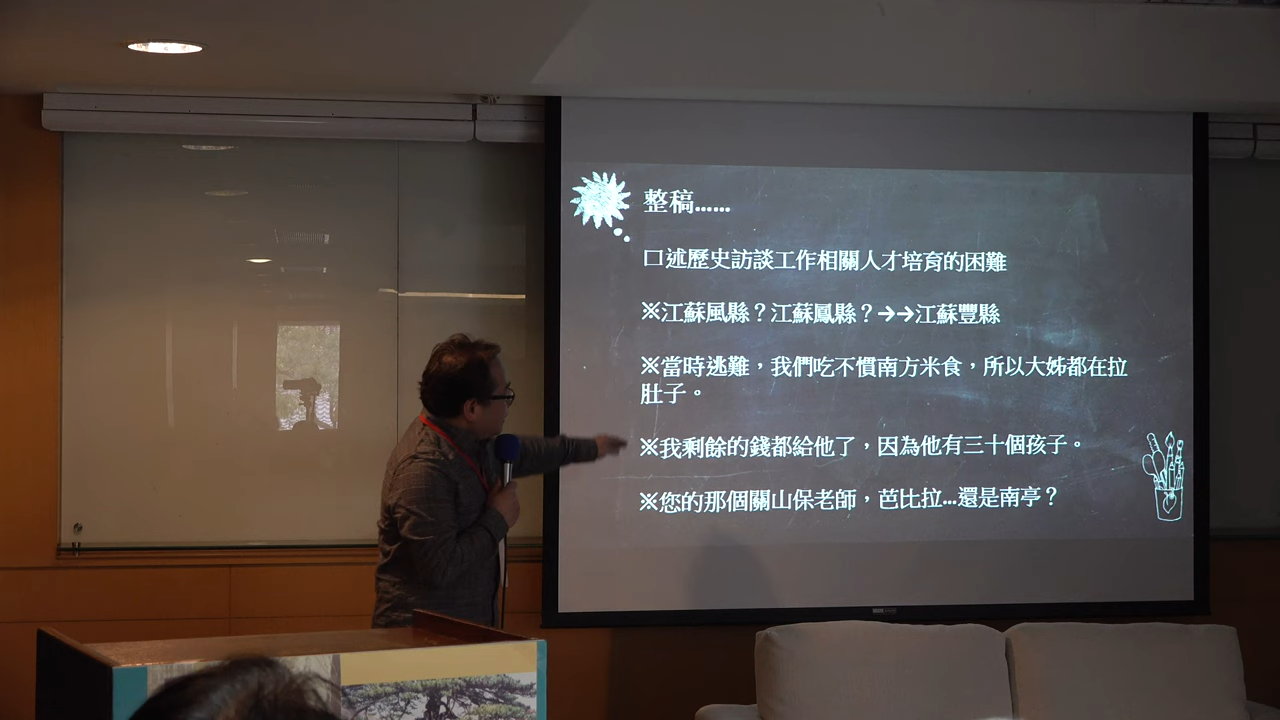 整稿......
口述歷史訪談工作相關人才培育的困難
※江蘇風縣？江蘇鳳縣？→→江蘇豐縣
※當時逃難，我們吃不慣南方米食，所以大姊都在拉
肚子。
※我剩餘的錢都給他了，因為他有三十個孩子。
※您的那個關山保老師，芭比拉...還是南亭？